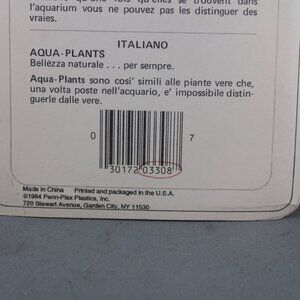 l'aquarium vous ne pouvez pas les distinguer des
vraies.
ITALIANO
AQUA-PLANTS
Bellèzza naturale . . . per sempre.
Aqua-Plants sono cosi' simili alle piante vere che,
una volta poste nell'acquario, e' impossibile distin-
guerle dalle vere.
0 7
30172 03308
Made in China Printed and packaged in the U.S.A.
©1984 Penn-Plax Plastics, Inc.
720 Stewart Avenue, Garden City, NY 11530